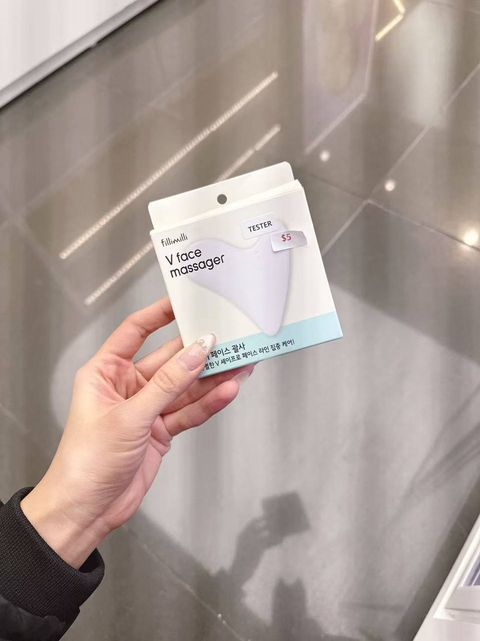 fillimilli
V face
massager
TESTER
$5
페이스 괄사
V 셰이프로 페이스 라인 집중 케어!